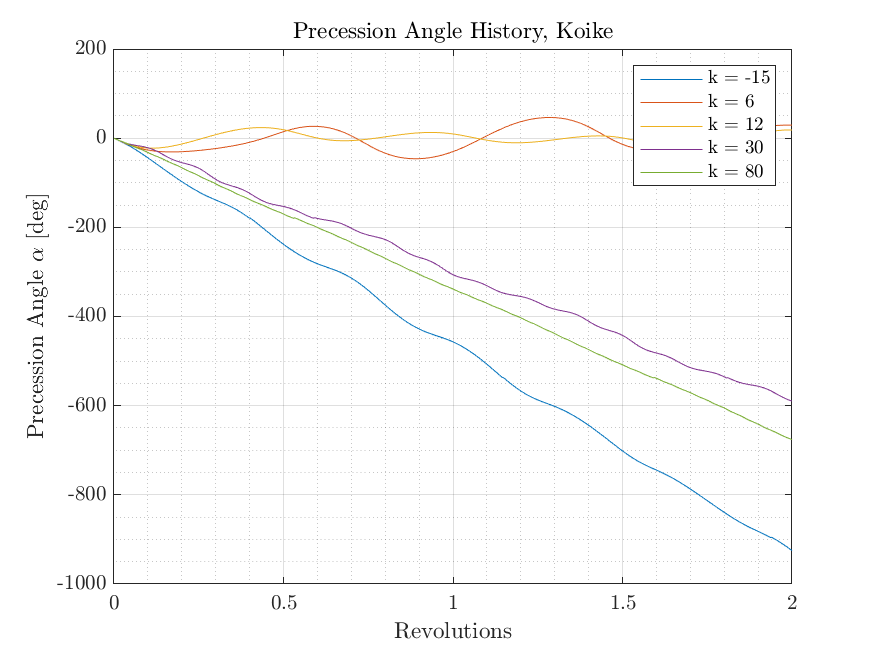 Precession Angle History, Koike
200
0
-200
-400
-600
-800
-1000
Precession Angle α [deg]
k = -15
k = 6
k = 12
k = 30
k = 80
0
0.5
1
1.5
2
Revolutions